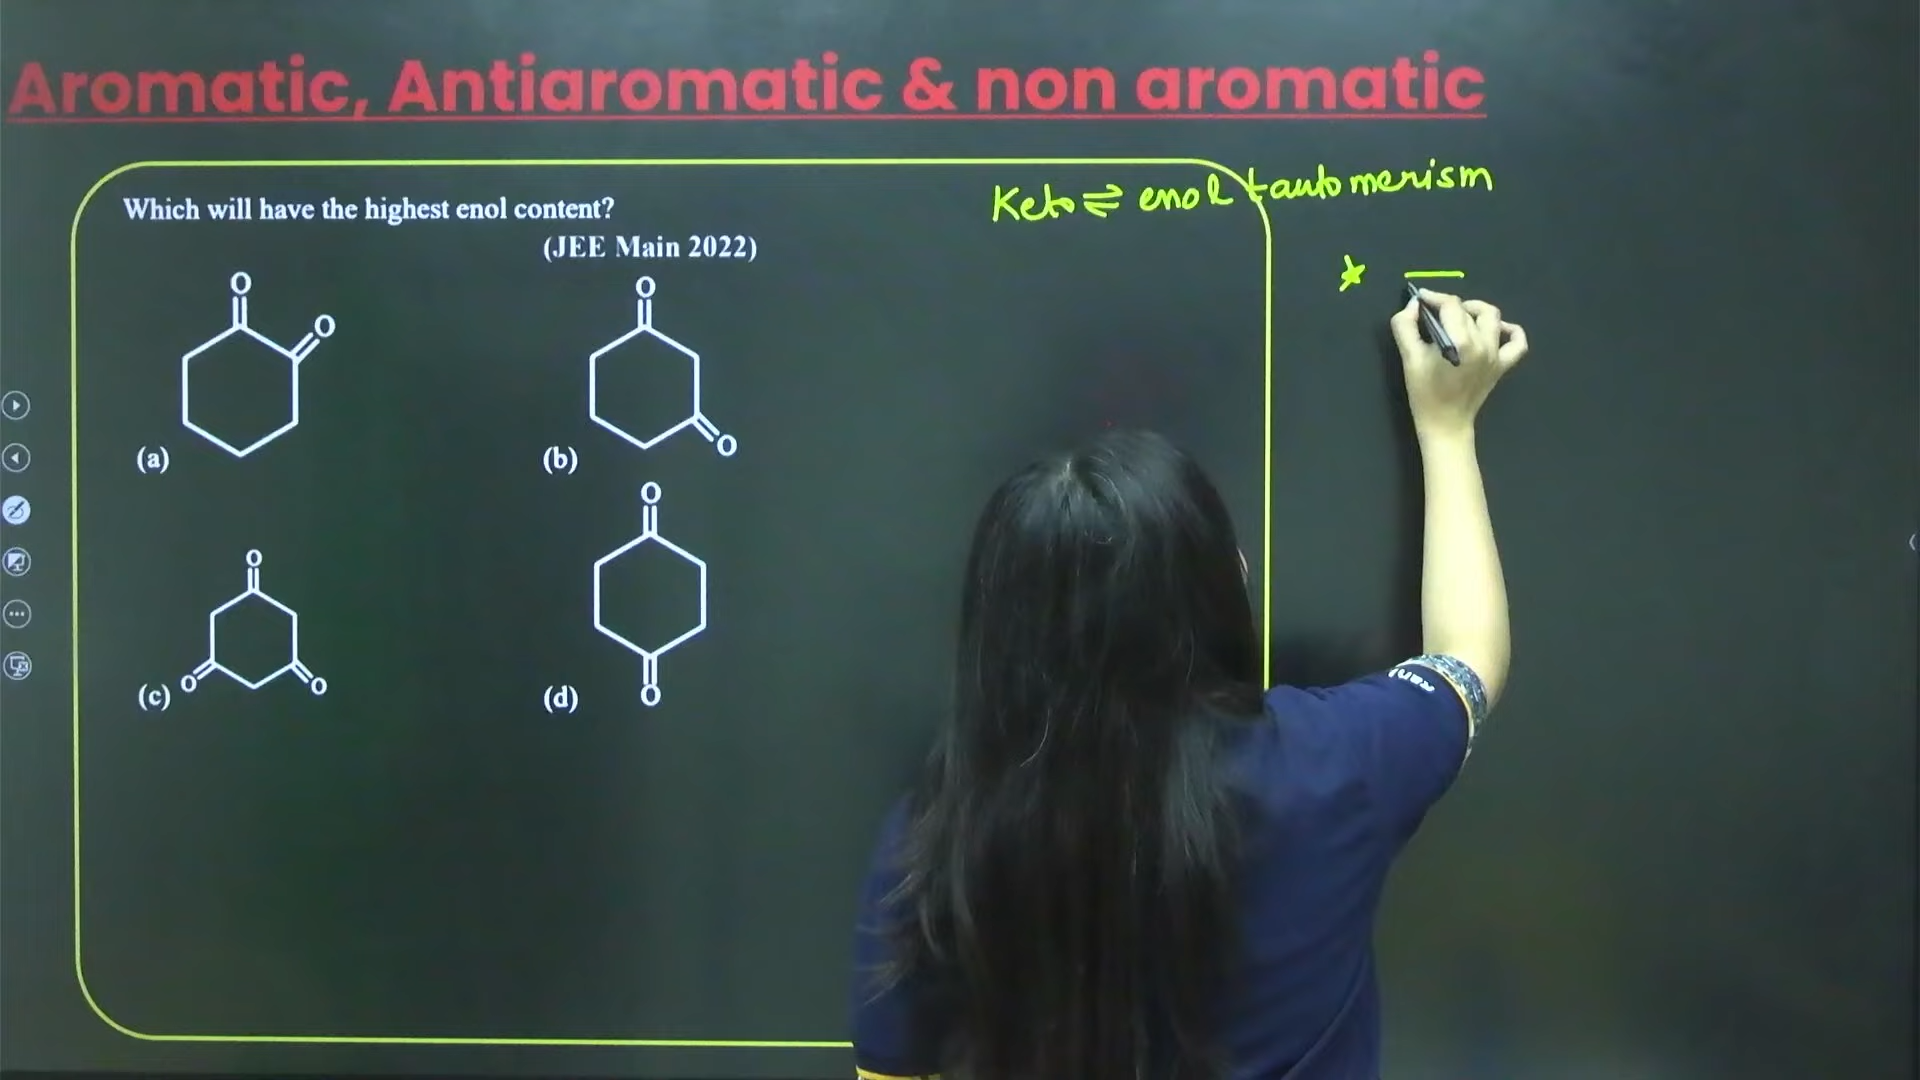 Aromatic, Antiaromatic & non aromatic
Keto ⇌ enol tautomerism
Which will have the highest enol content?
(JEE Main 2022)
O
O
(a)
O
O
(b)
O
O
O
(c)
O
O
(d)